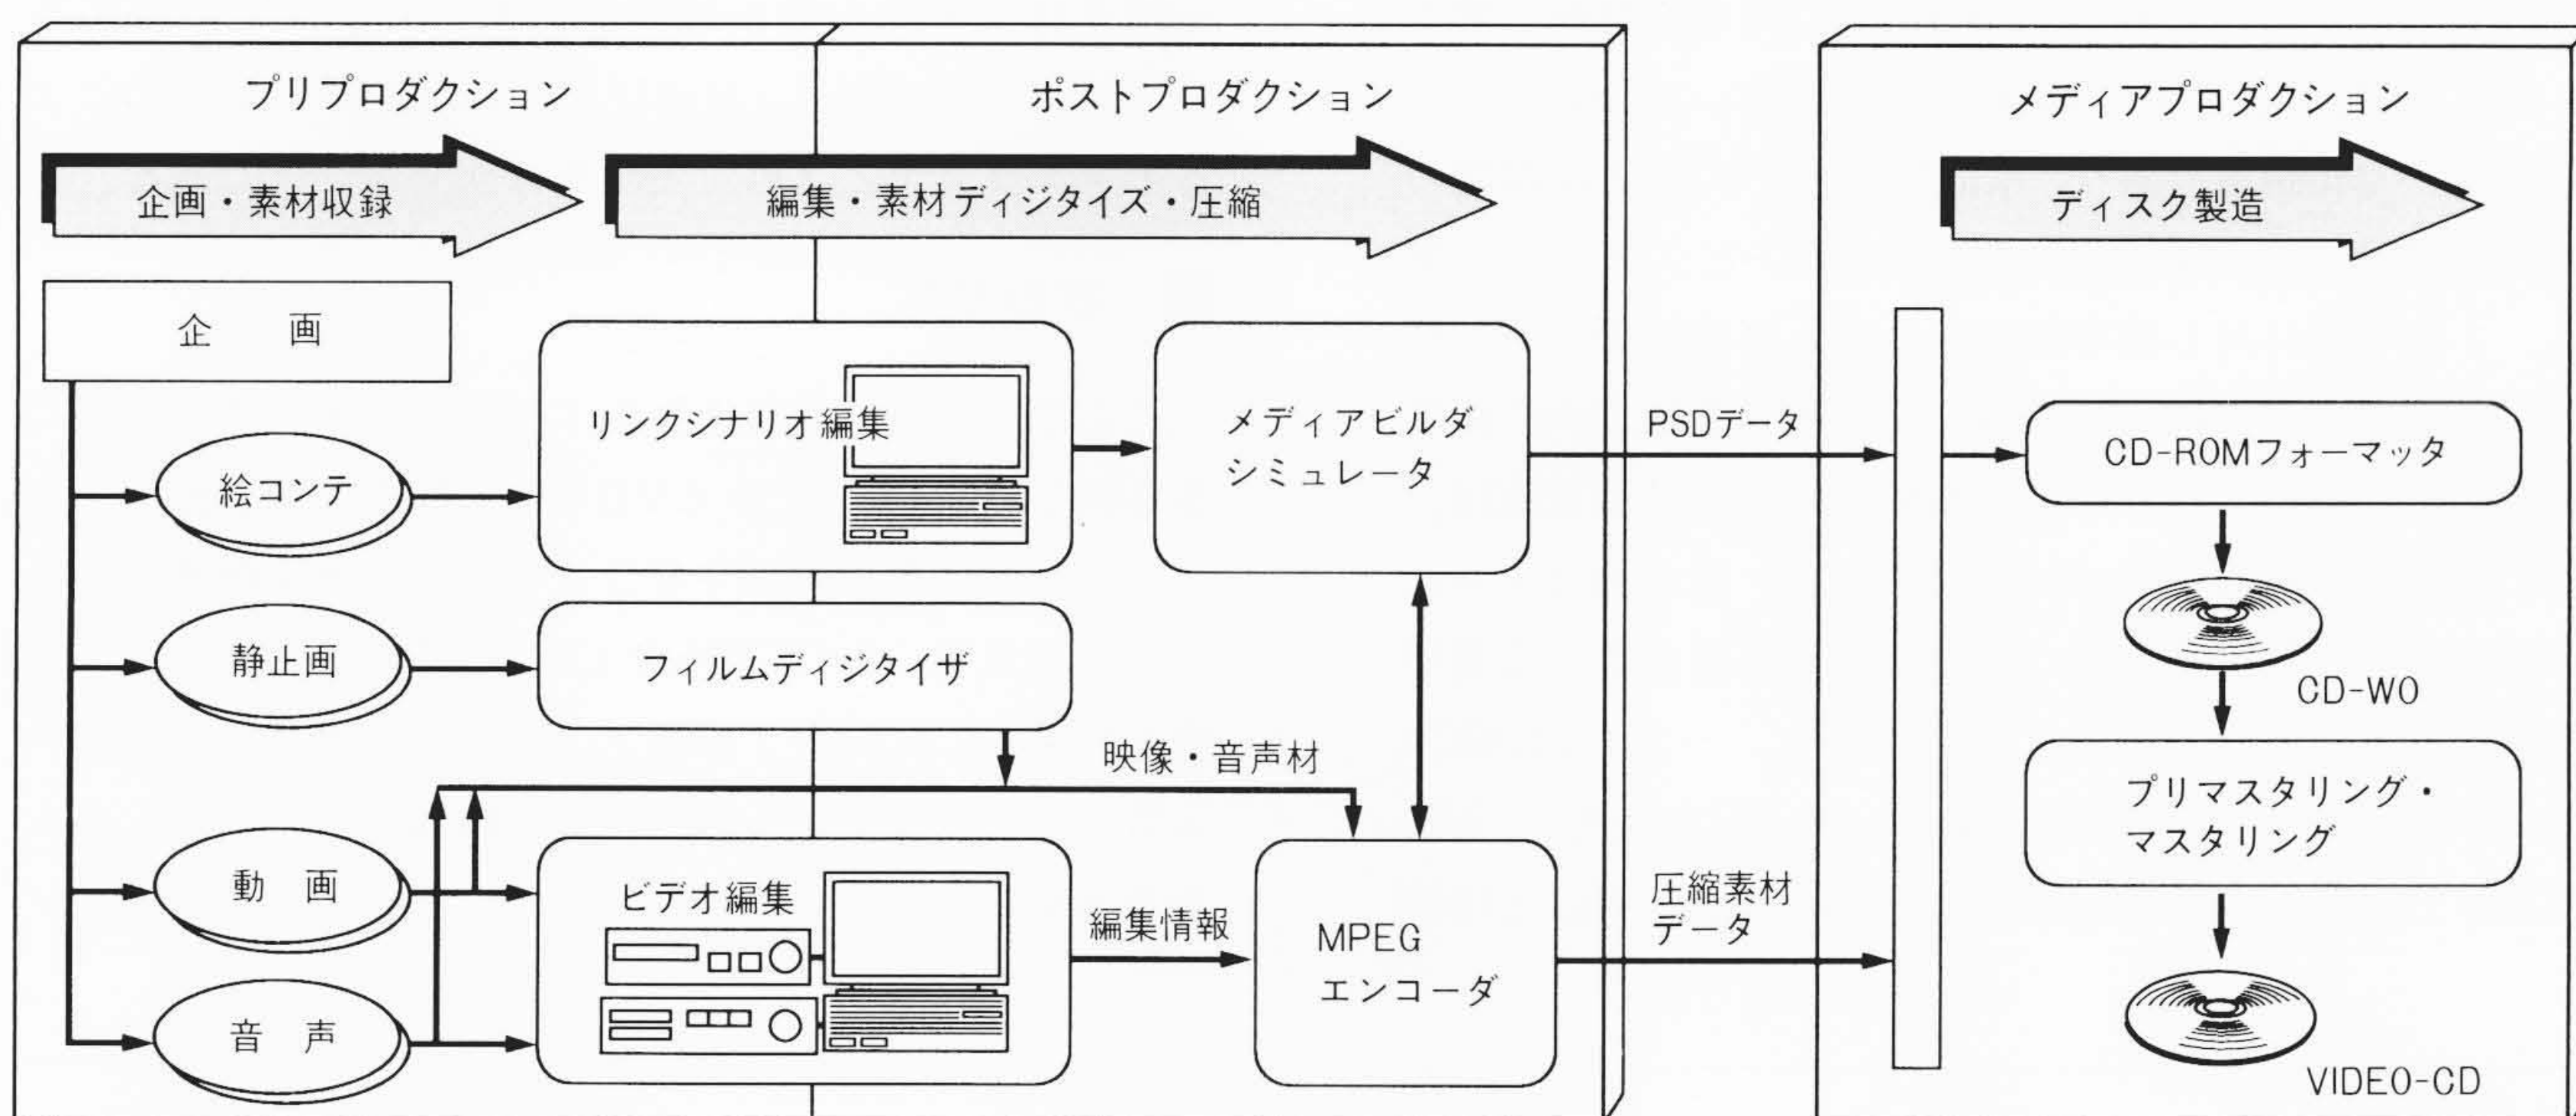 プリプロダクション
ポストプロダクション
メディアプロダクション
企画・素材収録
編集・素材ディジタイズ・圧縮
ディスク製造
企 画
絵コンテ
リンクシナリオ編集
メディアビルダ
シミュレータ
PSDデータ
CD-ROMフォーマッタ
CD-WO
静止画
フィルムディジタイザ
映像・音声材
動 画
音 声
ビデオ編集
編集情報
MPEG
エンコーダ
圧縮素材
データ
プリマスタリング・
マスタリング
VIDEO-CD